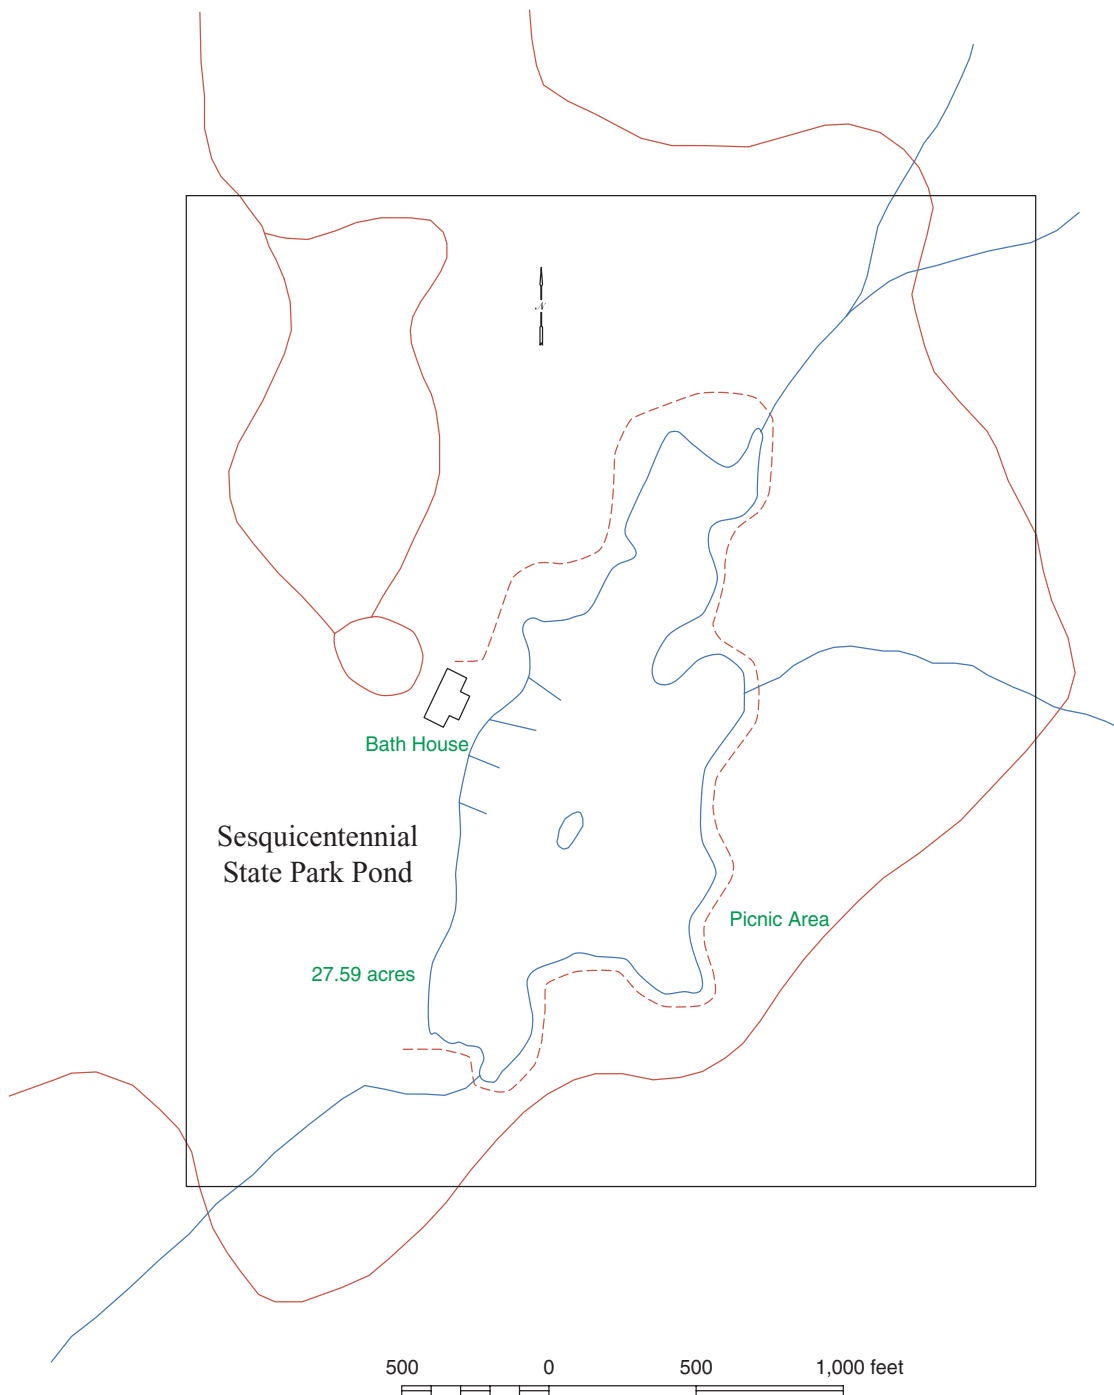 N
Bath House
Sesquicentennial
State Park Pond
Picnic Area
27.59 acres
500 0 500 1,000 feet